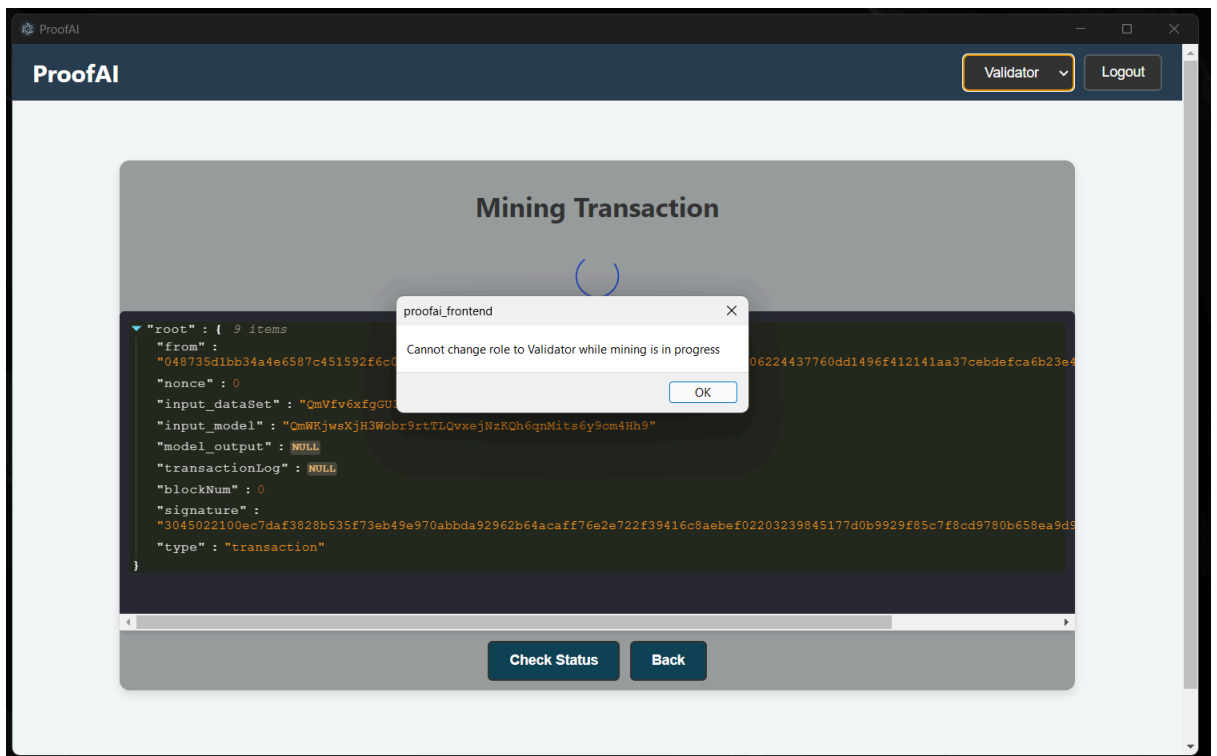 ProofAI
ProofAI
Validator
Logout
Mining Transaction
proofai_frontend
Cannot change role to Validator while mining is in progress
OK
"root" : { 9 items
"from" :
"048735d1bb34a4e6587c451592f6c0 06224437760dd1496f412141aa37cebdefca6b23e4
"nonce" : 0
"input_dataSet" : "QmVfv6xfgGU
"input_model" : "QmWKjwsXjH3Wobr9rtTLQvxejNzKQh6qnMits6y9om4Hh9"
"model_output" : NULL
"transactionLog" : NULL
"blockNum" : 0
"signature" :
"3045022100ec7daf3828b535f73eb49e970abbda92962b64acaff76e2e722f39416c8aebef02203239845177d0b9929f85c7f8cd9780b658ea9d9
"type" : "transaction"
}
Check Status
Back